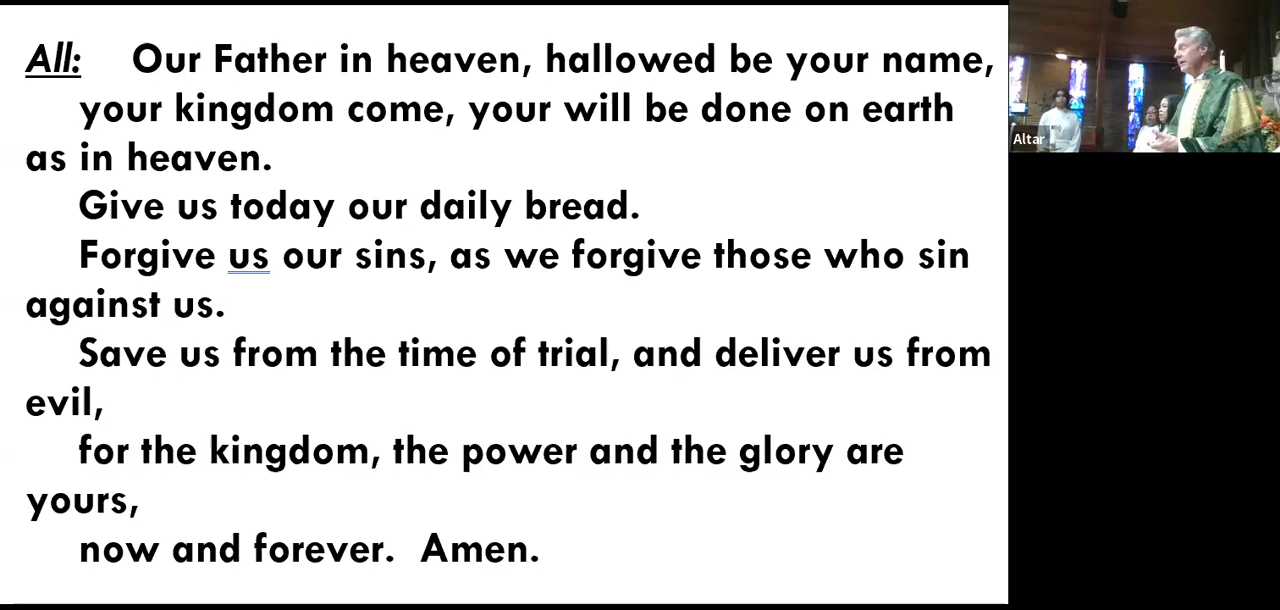 All: Our Father in heaven, hallowed be your name,
your kingdom come, your will be done on earth
as in heaven.
Give us today our daily bread.
Forgive us our sins, as we forgive those who sin
against us.
Save us from the time of trial, and deliver us from
evil,
for the kingdom, the power and the glory are
yours,
now and forever. Amen.
Altar